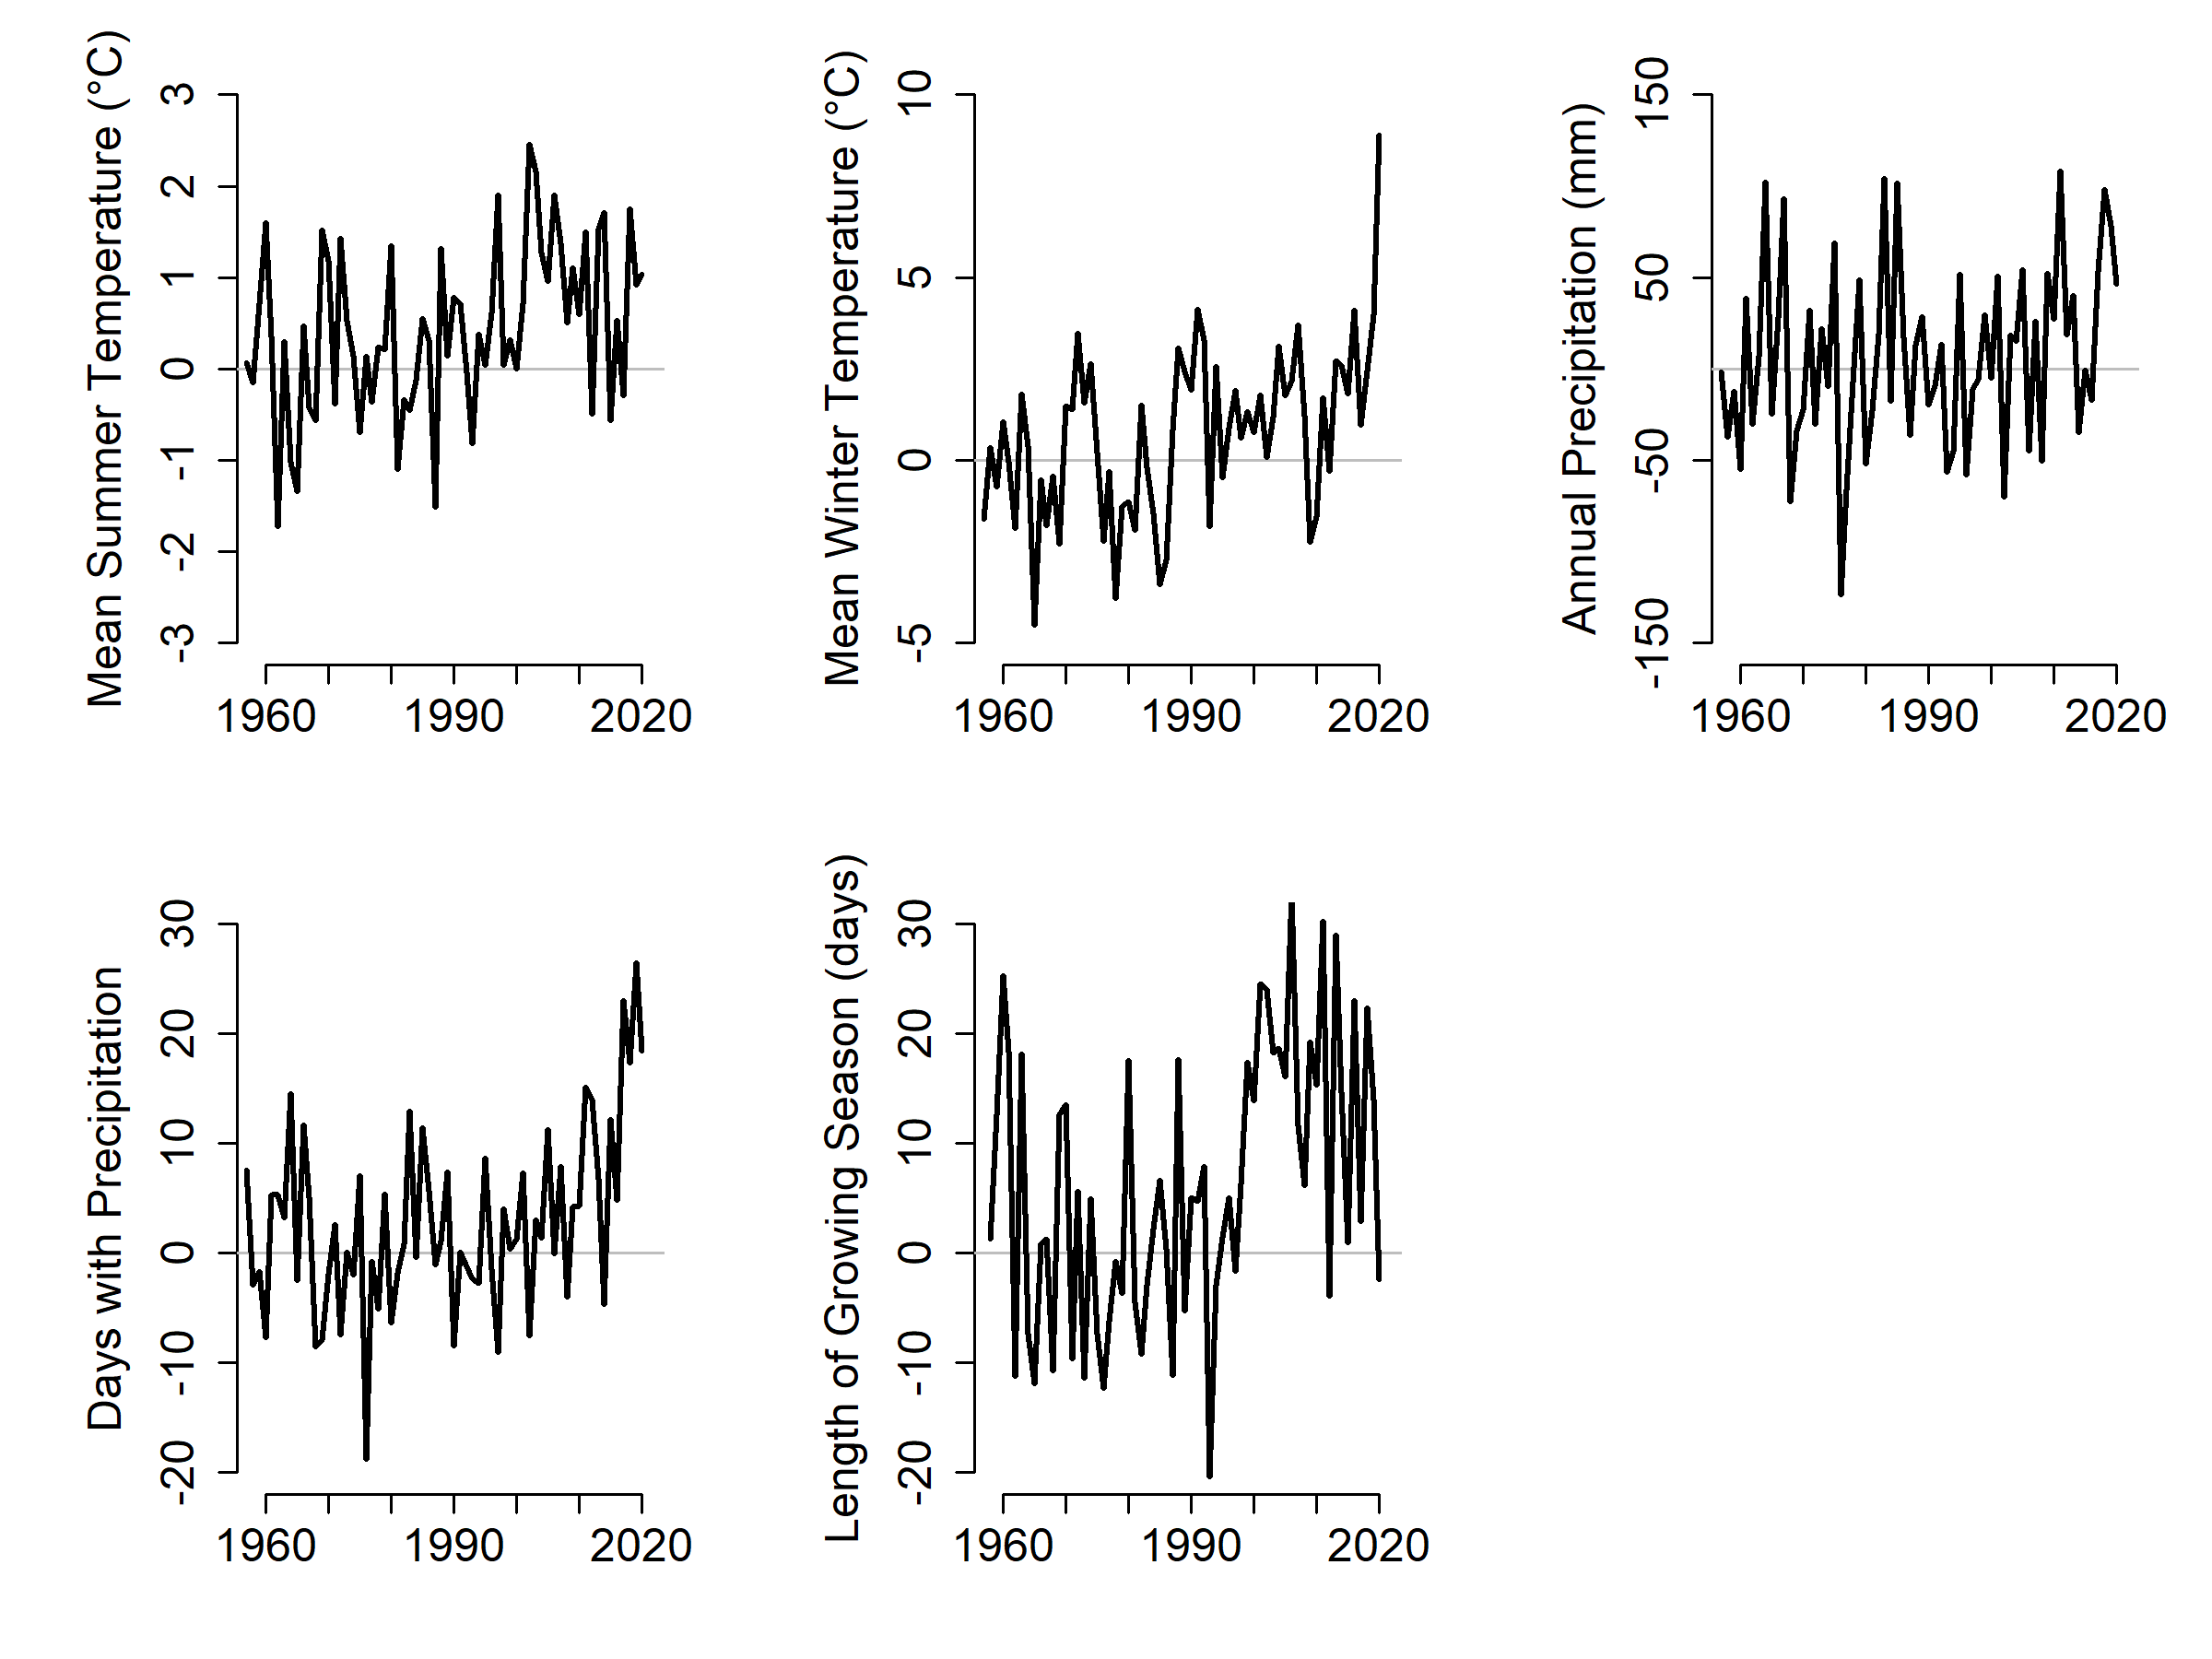 Mean Summer Temperature (°C)
3
2
1
0
-1
-2
-3
1960 1990 2020
Mean Winter Temperature (°C)
10
5
0
-5
1960 1990 2020
Annual Precipitation (mm)
150
50
-50
-150
1960 1990 2020
Days with Precipitation
30
20
10
0
-10
-20
1960 1990 2020
Length of Growing Season (days)
30
20
10
0
-10
-20
1960 1990 2020